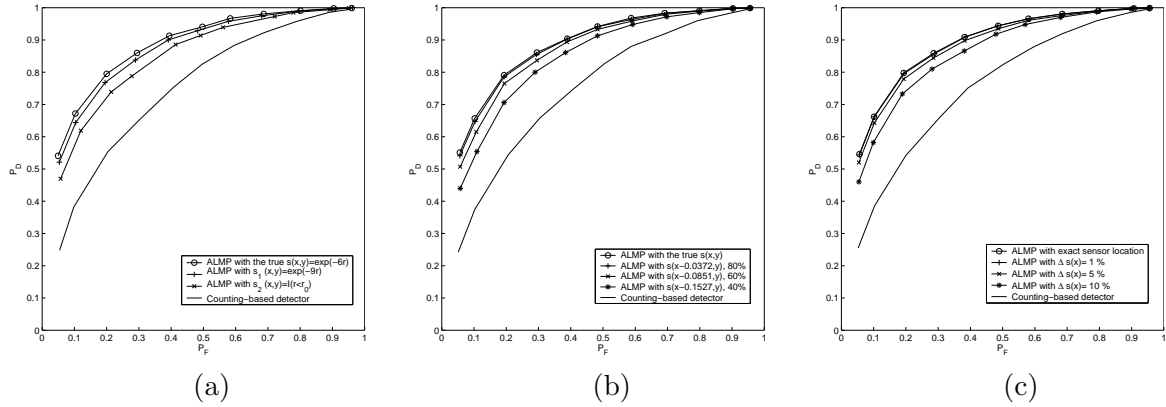 1
0.9
0.8
0.7
0.6
0.5
0.4
0.3
0.2
0.1
0
P_D
0 0.1 0.2 0.3 0.4 0.5 0.6 0.7 0.8 0.9 1
P_F
ALMP with the true s(x,y)=exp(−6r)
ALMP with s_1 (x,y)=exp(−9r)
ALMP with s_2 (x,y)=I(r<r_0)
Counting-based detector
(a)
1
0.9
0.8
0.7
0.6
0.5
0.4
0.3
0.2
0.1
0
P_D
0 0.1 0.2 0.3 0.4 0.5 0.6 0.7 0.8 0.9 1
P_F
ALMP with the true s(x,y)
ALMP with s(x−0.0372,y), 80%
ALMP with s(x−0.0851,y), 60%
ALMP with s(x−0.1527,y), 40%
Counting-based detector
(b)
1
0.9
0.8
0.7
0.6
0.5
0.4
0.3
0.2
0.1
0
P_D
0 0.1 0.2 0.3 0.4 0.5 0.6 0.7 0.8 0.9 1
P_F
ALMP with exact sensor location
ALMP with Δ s(x)= 1 %
ALMP with Δ s(x)= 5 %
ALMP with Δ s(x)= 10 %
Counting-based detector
(c)